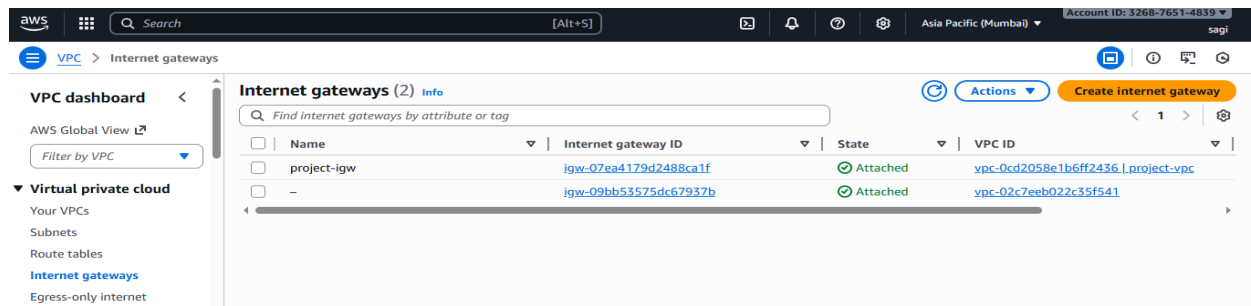 aws Search [Alt+S] Asia Pacific (Mumbai) ▼ Account ID: 3268-7651-4839 ▼
sagi
VPC > Internet gateways
VPC dashboard <
AWS Global View
Filter by VPC ▼
▼ Virtual private cloud
Your VPCs
Subnets
Route tables
Internet gateways
Egress-only internet
Internet gateways (2) Info Actions ▼ Create internet gateway
Find internet gateways by attribute or tag < 1 >
Name Internet gateway ID State VPC ID
project-igw igw-07ea4179d2488ca1f Attached vpc-0cd2058e1b6ff2436 | project-vpc
– igw-09bb53575dc67937b Attached vpc-02c7eeb022c35f541